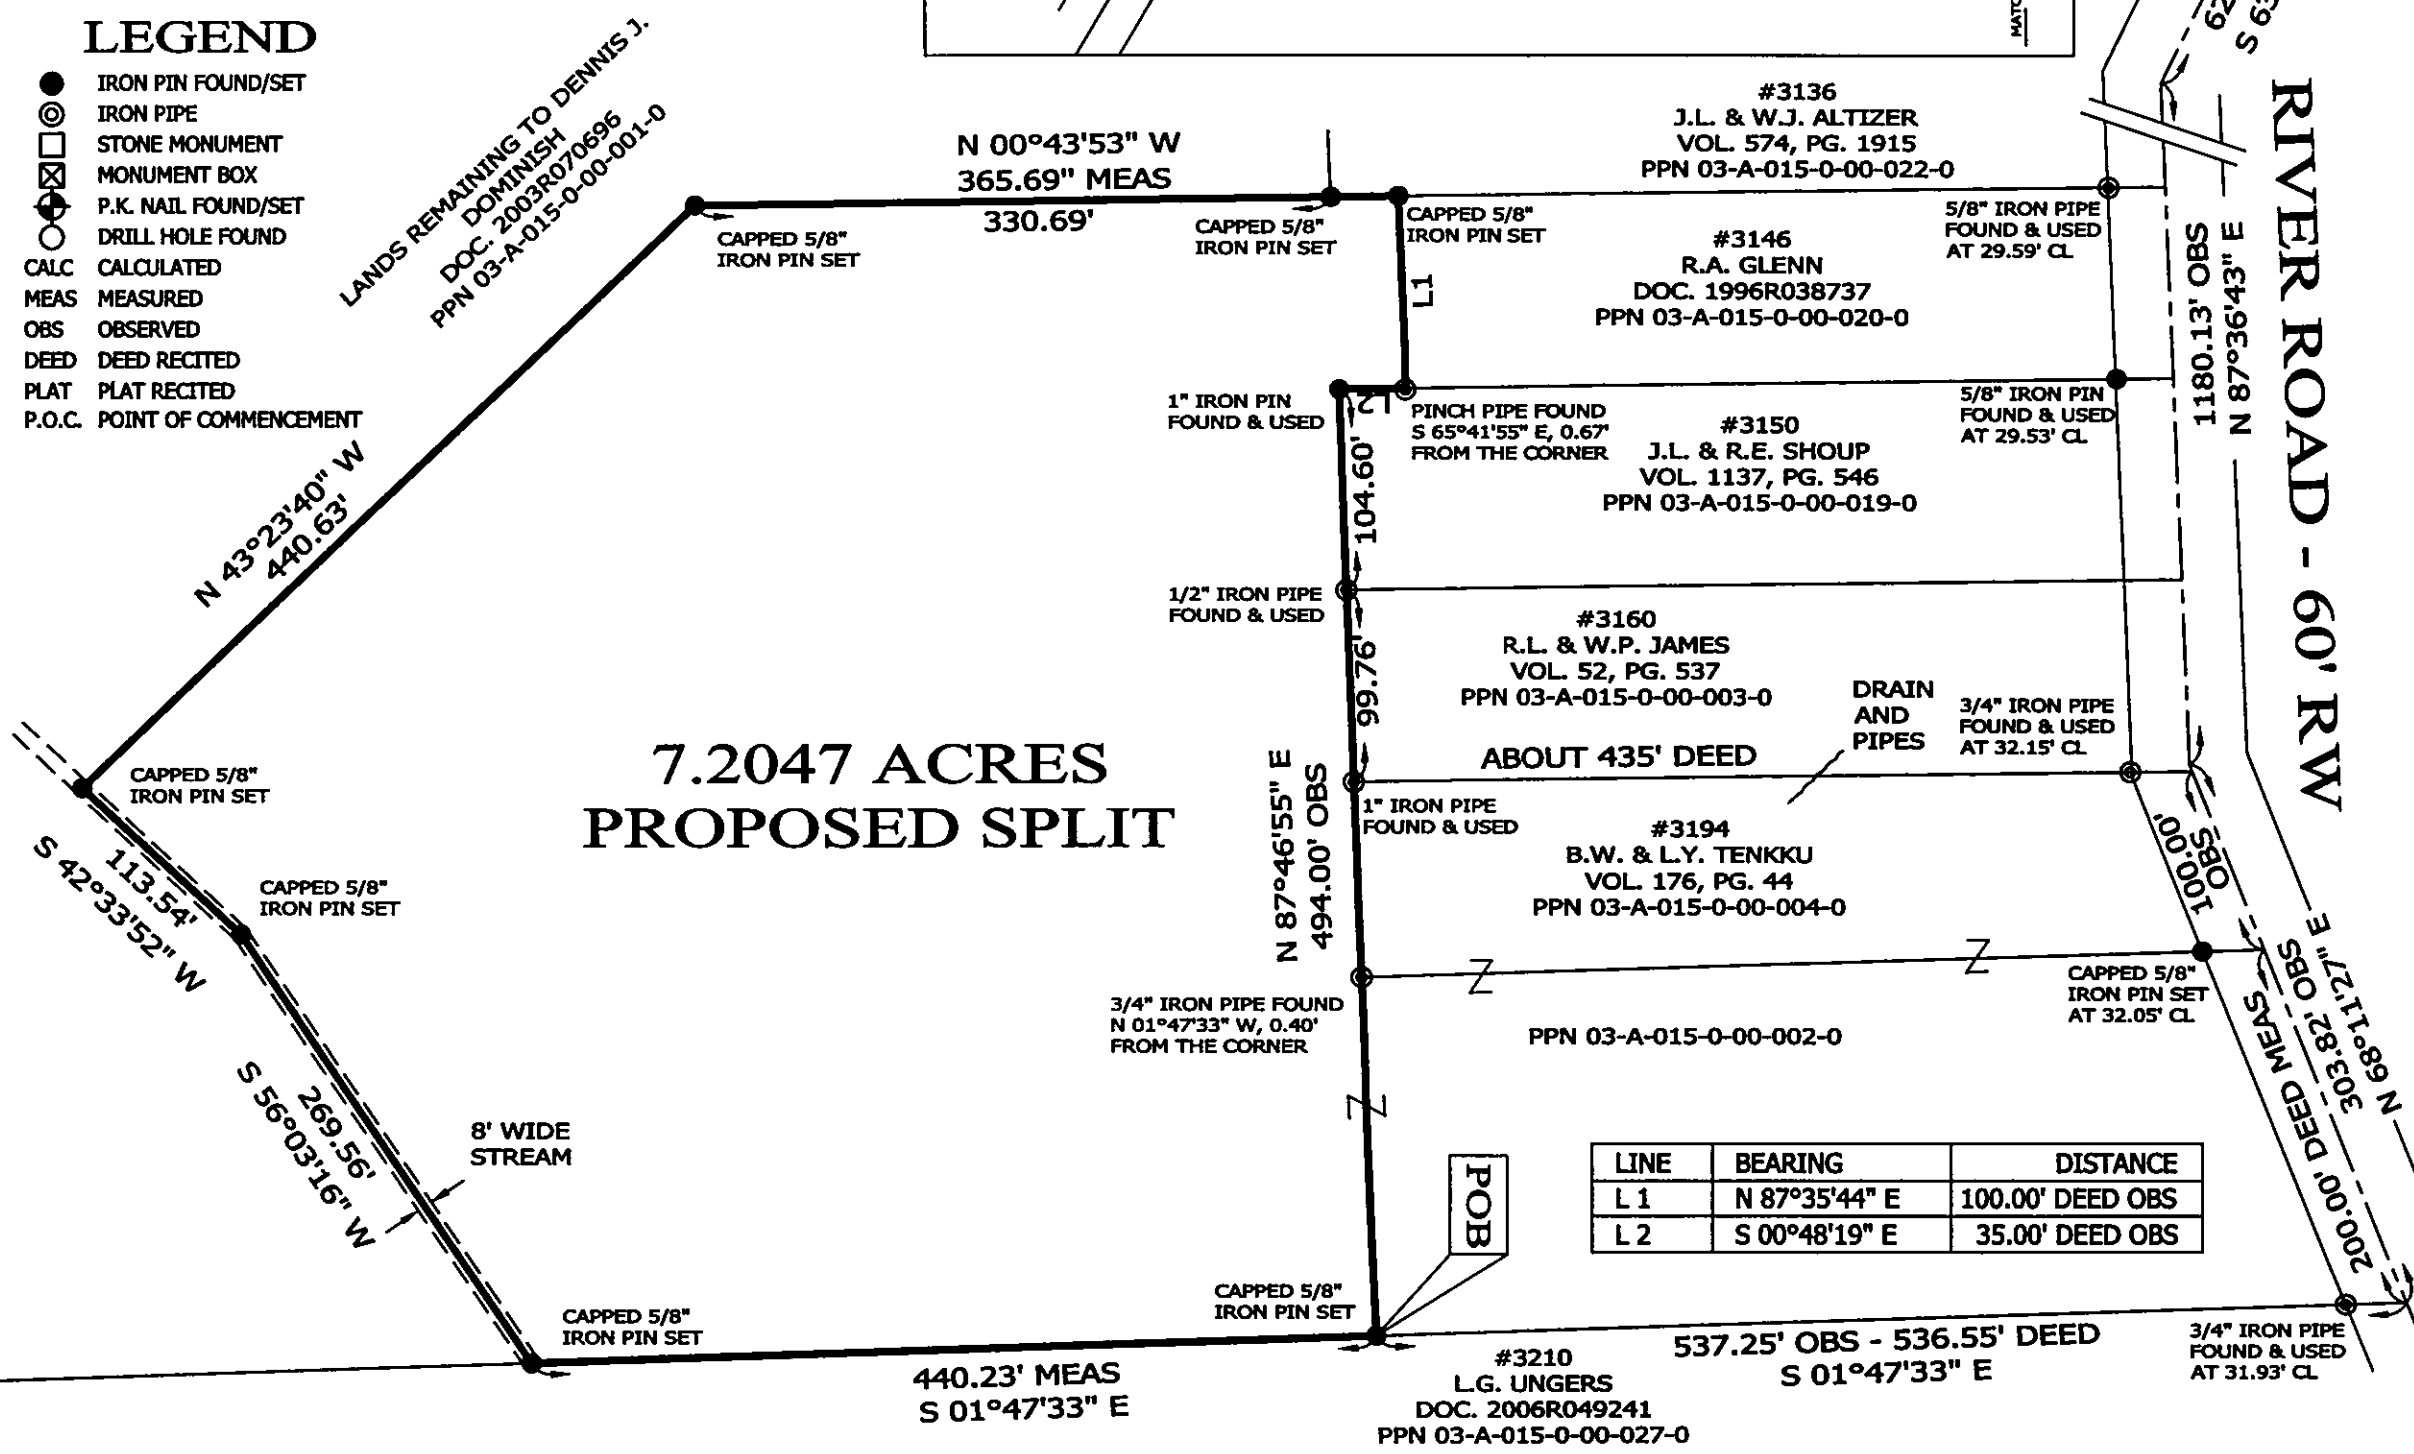 LEGEND
IRON PIN FOUND/SET
IRON PIPE
STONE MONUMENT
MONUMENT BOX
P.K. NAIL FOUND/SET
DRILL HOLE FOUND
CALC CALCULATED
MEAS MEASURED
OBS OBSERVED
DEED DEED RECITED
PLAT PLAT RECITED
P.O.C. POINT OF COMMENCEMENT
LANDS REMAINING TO DENNIS J.
DOMINISH
DOC. 2003R070696
PPN 03-A-015-0-00-001-0
N 00°43'53" W
365.69" MEAS
330.69'
CAPPED 5/8"
IRON PIN SET
CAPPED 5/8"
IRON PIN SET
CAPPED 5/8"
IRON PIN SET
#3136
J.L. & W.J. ALTIZER
VOL. 574, PG. 1915
PPN 03-A-015-0-00-022-0
5/8" IRON PIPE
FOUND & USED
AT 29.59' CL
#3146
R.A. GLENN
DOC. 1996R038737
PPN 03-A-015-0-00-020-0
L1
L2
1" IRON PIN
FOUND & USED
PINCH PIPE FOUND
S 65°41'55" E, 0.67'
FROM THE CORNER
#3150
J.L. & R.E. SHOUP
VOL. 1137, PG. 546
PPN 03-A-015-0-00-019-0
5/8" IRON PIN
FOUND & USED
AT 29.53' CL
1180.13' OBS
N 87°36'43" E
RIVER ROAD - 60' RW
N 43°23'40" W
440.63'
104.60'
1/2" IRON PIPE
FOUND & USED
99.76'
#3160
R.L. & W.P. JAMES
VOL. 52, PG. 537
PPN 03-A-015-0-00-003-0
DRAIN
AND
PIPES
3/4" IRON PIPE
FOUND & USED
AT 32.15' CL
ABOUT 435' DEED
7.2047 ACRES
PROPOSED SPLIT
N 87°46'55" E
494.00' OBS
1" IRON PIPE
FOUND & USED
#3194
B.W. & L.Y. TENKKU
VOL. 176, PG. 44
PPN 03-A-015-0-00-004-0
100.00'
OBS
CAPPED 5/8"
IRON PIN SET
113.54'
S 42°33'52" W
CAPPED 5/8"
IRON PIN SET
3/4" IRON PIPE FOUND
N 01°47'33" W, 0.40'
FROM THE CORNER
Z
Z
Z
CAPPED 5/8"
IRON PIN SET
AT 32.05' CL
PPN 03-A-015-0-00-002-0
200.00' DEED MEAS
303.82' OBS
N 68°11'27" E
269.56'
S 56°03'16" W
8' WIDE
STREAM
POB
LINE BEARING DISTANCE
L 1 N 87°35'44" E 100.00' DEED OBS
L 2 S 00°48'19" E 35.00' DEED OBS
CAPPED 5/8"
IRON PIN SET
CAPPED 5/8"
IRON PIN SET
440.23' MEAS
S 01°47'33" E
#3210
L.G. UNGERS
DOC. 2006R049241
PPN 03-A-015-0-00-027-0
537.25' OBS - 536.55' DEED
S 01°47'33" E
3/4" IRON PIPE
FOUND & USED
AT 31.93' CL